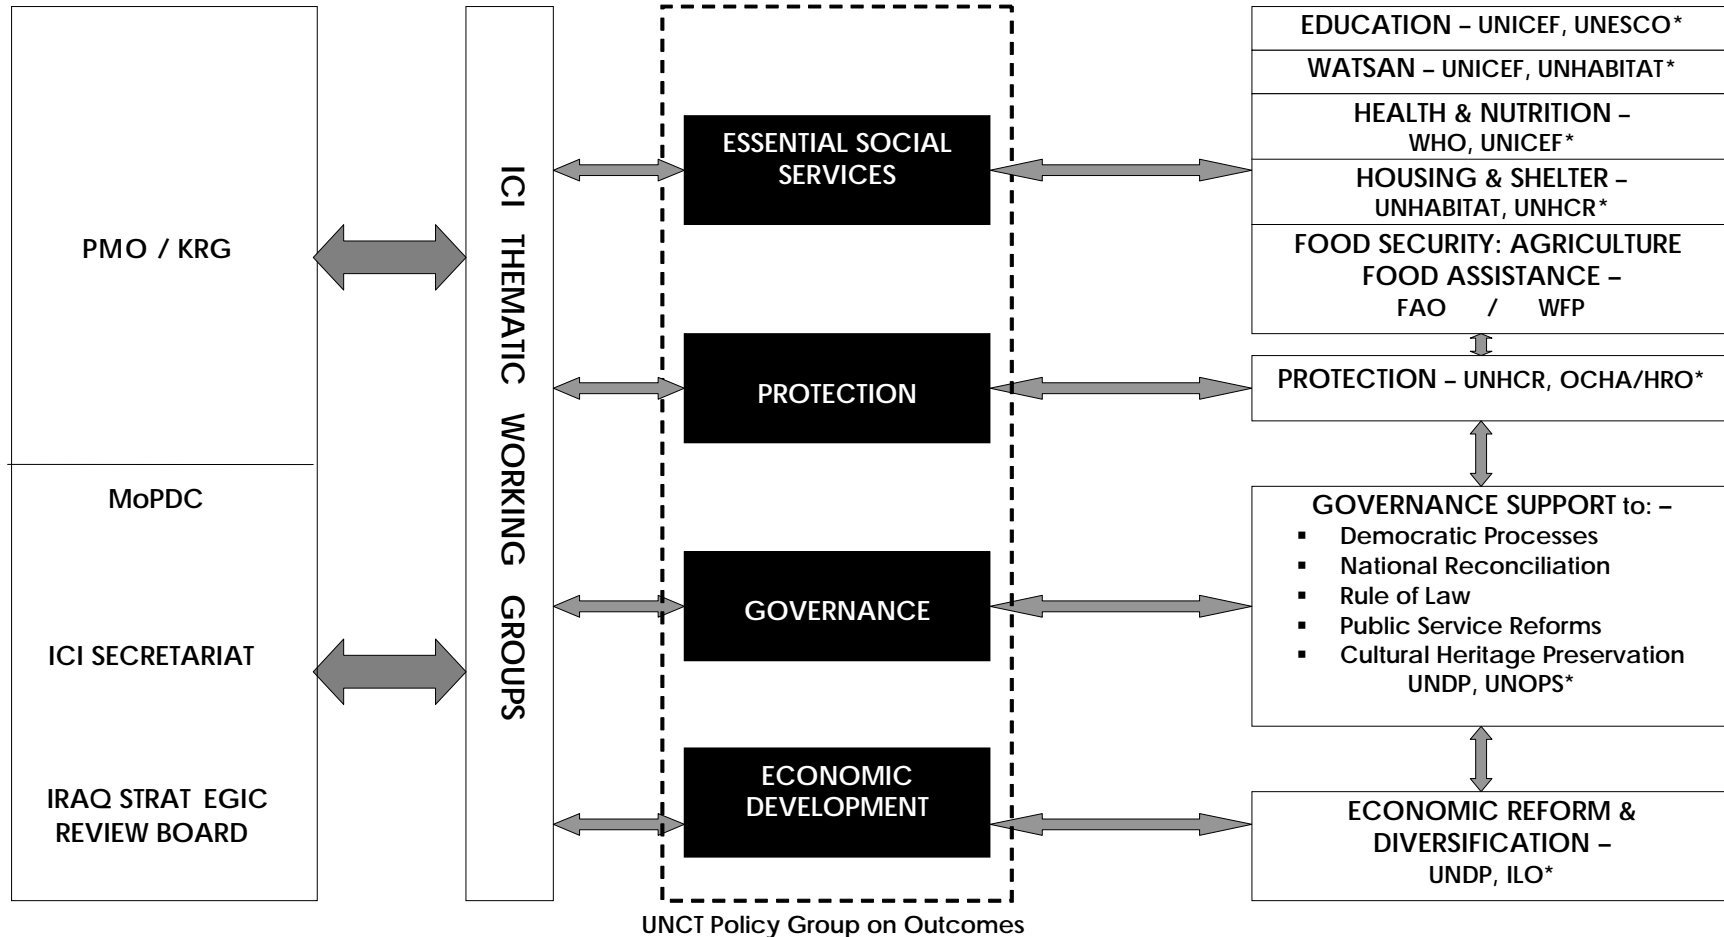 PMO / KRG
MoPDC
ICI SECRETARIAT
IRAQ STRAT EGIC
REVIEW BOARD
ICI THEMATIC WORKING GROUPS
ESSENTIAL SOCIAL
SERVICES
PROTECTION
GOVERNANCE
ECONOMIC
DEVELOPMENT
UNCT Policy Group on Outcomes
EDUCATION – UNICEF, UNESCO*
WATSAN – UNICEF, UNHABITAT*
HEALTH & NUTRITION –
WHO, UNICEF*
HOUSING & SHELTER –
UNHABITAT, UNHCR*
FOOD SECURITY: AGRICULTURE
FOOD ASSISTANCE –
FAO / WFP
PROTECTION – UNHCR, OCHA/HRO*
GOVERNANCE SUPPORT to: –
▪ Democratic Processes
▪ National Reconciliation
▪ Rule of Law
▪ Public Service Reforms
▪ Cultural Heritage Preservation
UNDP, UNOPS*
ECONOMIC REFORM &
DIVERSIFICATION –
UNDP, ILO*